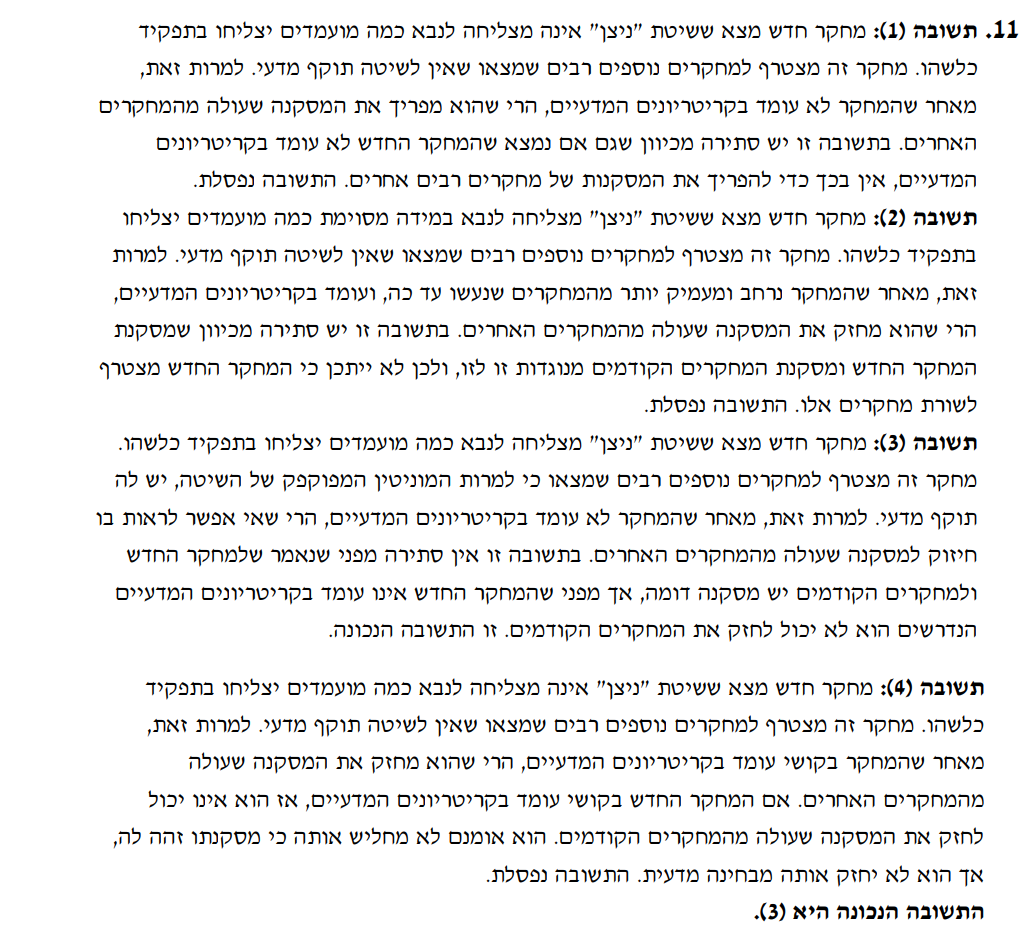 11. תשובה (1): מחקר חדש מצא ששיטת "ניצן" אינה מצליחה לנבא כמה מועמדים יצליחו בתפקיד
כלשהו. מחקר זה מצטרף למחקרים נוספים רבים שמצאו שאין לשיטה תוקף מדעי. למרות זאת,
מאחר שהמחקר לא עומד בקריטריונים המדעיים, הרי שהוא מפריך את המסקנה שעולה מהמחקרים
האחרים. בתשובה זו יש סתירה מכיוון שגם אם נמצא שהמחקר החדש לא עומד בקריטריונים
המדעיים, אין בכך כדי להפריך את המסקנות של מחקרים רבים אחרים. התשובה נפסלת.
תשובה (2): מחקר חדש מצא ששיטת "ניצן" מצליחה לנבא במידה מסוימת כמה מועמדים יצליחו
בתפקיד כלשהו. מחקר זה מצטרף למחקרים נוספים רבים שמצאו שאין לשיטה תוקף מדעי. למרות
זאת, מאחר שהמחקר נרחב ומעמיק יותר מהמחקרים שנעשו עד כה, ועומד בקריטריונים המדעיים,
הרי שהוא מחזק את המסקנה שעולה מהמחקרים האחרים. בתשובה זו יש סתירה מכיוון שמסקנת
המחקר החדש ומסקנת המחקרים הקודמים מנוגדות זו לזו, ולכן לא ייתכן כי המחקר החדש מצטרף
לשורת מחקרים אלו. התשובה נפסלת.
תשובה (3): מחקר חדש מצא ששיטת "ניצן" מצליחה לנבא כמה מועמדים יצליחו בתפקיד כלשהו.
מחקר זה מצטרף למחקרים נוספים רבים שמצאו כי למרות המוניטין המפוקפק של השיטה, יש לה
תוקף מדעי. למרות זאת, מאחר שהמחקר לא עומד בקריטריונים המדעיים, הרי שאי אפשר לראות בו
חיזוק למסקנה שעולה מהמחקרים האחרים. בתשובה זו אין סתירה מפני שנאמר שלמחקר החדש
ולמחקרים הקודמים יש מסקנה דומה, אך מפני שהמחקר החדש אינו עומד בקריטריונים המדעיים
הנדרשים הוא לא יכול לחזק את המחקרים הקודמים. זו התשובה הנכונה.
תשובה (4): מחקר חדש מצא ששיטת "ניצן" אינה מצליחה לנבא כמה מועמדים יצליחו בתפקיד
כלשהו. מחקר זה מצטרף למחקרים נוספים רבים שמצאו שאין לשיטה תוקף מדעי. למרות זאת,
מאחר שהמחקר בקושי עומד בקריטריונים המדעיים, הרי שהוא מחזק את המסקנה שעולה
מהמחקרים האחרים. אם המחקר החדש בקושי עומד בקריטריונים המדעיים, אז הוא אינו יכול
לחזק את המסקנה שעולה מהמחקרים הקודמים. הוא אומנם לא מחליש אותה כי מסקנתו זהה לה,
אך הוא לא יחזק אותה מבחינה מדעית. התשובה נפסלת.
התשובה הנכונה היא (3).